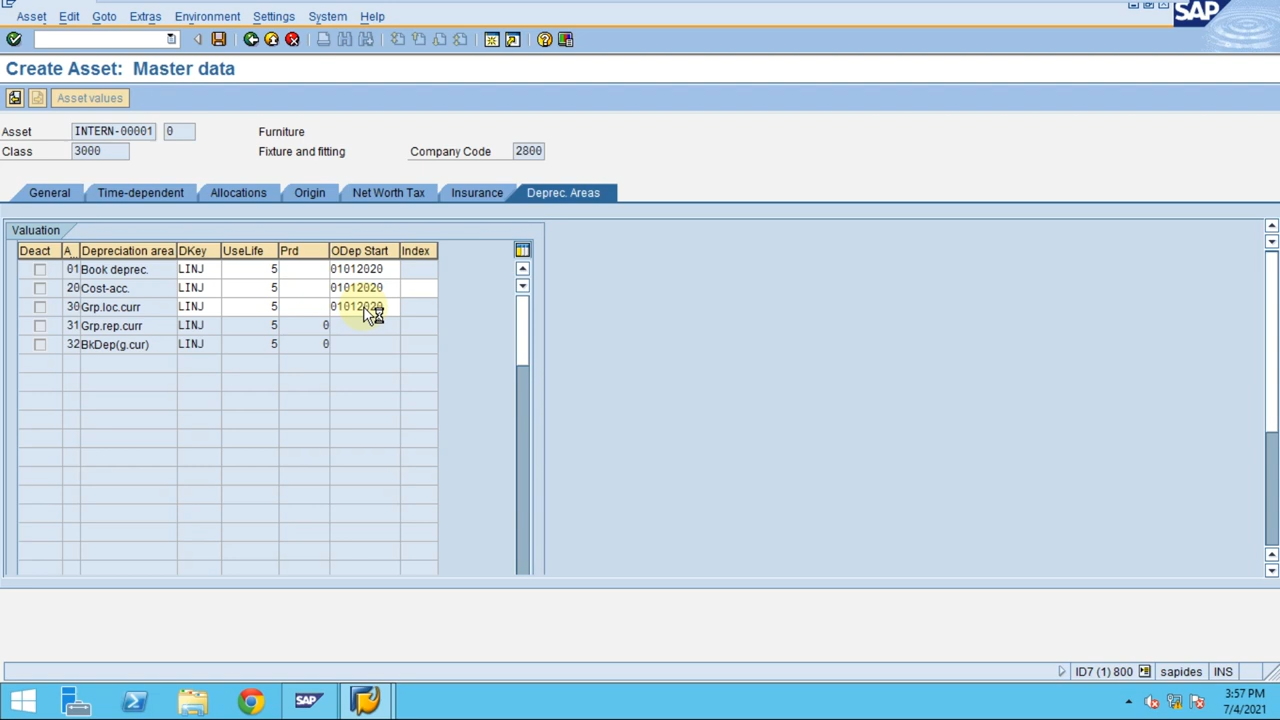 Asset Edit Goto Extras Environment Settings System Help
SAP
Create Asset: Master data
Asset values
Asset INTERN-00001 0 Furniture
Class 3000 Fixture and fitting Company Code 2800
General Time-dependent Allocations Origin Net Worth Tax Insurance Deprec. Areas
Valuation
Deact A... Depreciation area DKey UseLife Prd ODep Start Index
01 Book deprec. LINJ 5 01012020
20 Cost-acc. LINJ 5 01012020
30 Grp.loc.curr LINJ 5 01012020
31 Grp.rep.curr LINJ 5 0
32 BkDep(g.cur) LINJ 5 0
ID7 (1) 800 sapides INS
SAP
3:57 PM
7/4/2021